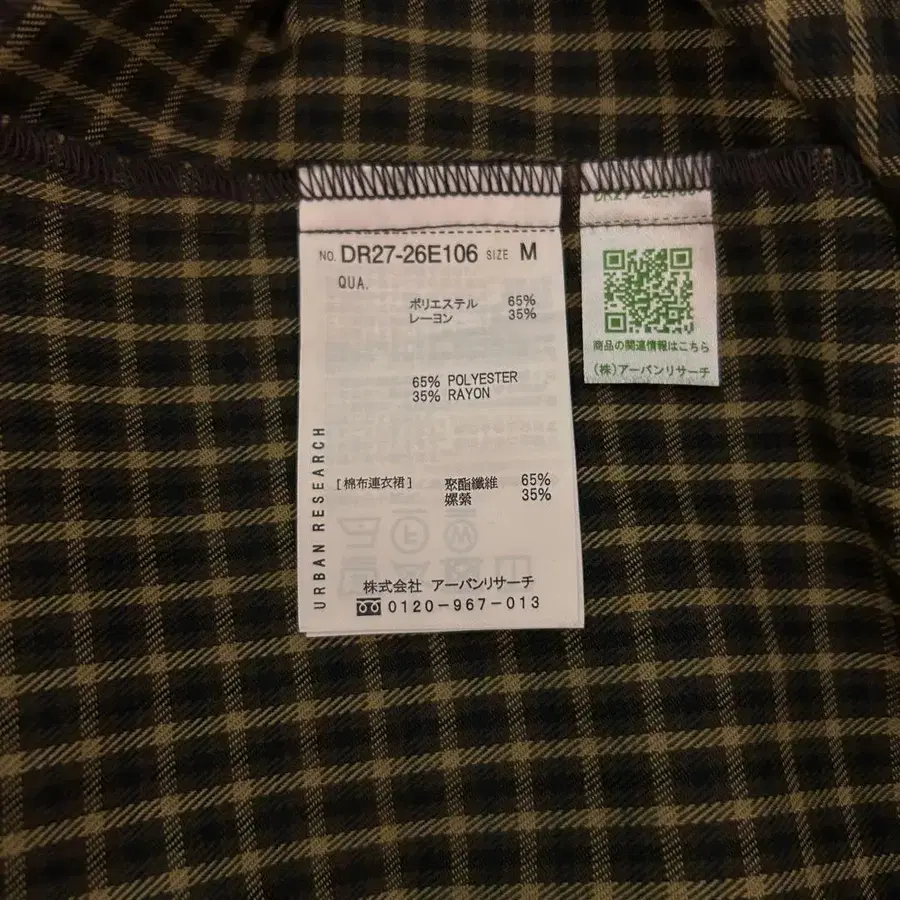 NO. DR27-26E106 SIZE M
QUA.
ポリエステル 65%
レーヨン 35%
65% POLYESTER
35% RAYON
[棉布連衣裙] 聚酯纖維 65%
嫘縈 35%
URBAN RESEARCH
株式会社 アーバンリサーチ
0120-967-013
商品の関連情報はこちら
(株)アーバンリサーチ